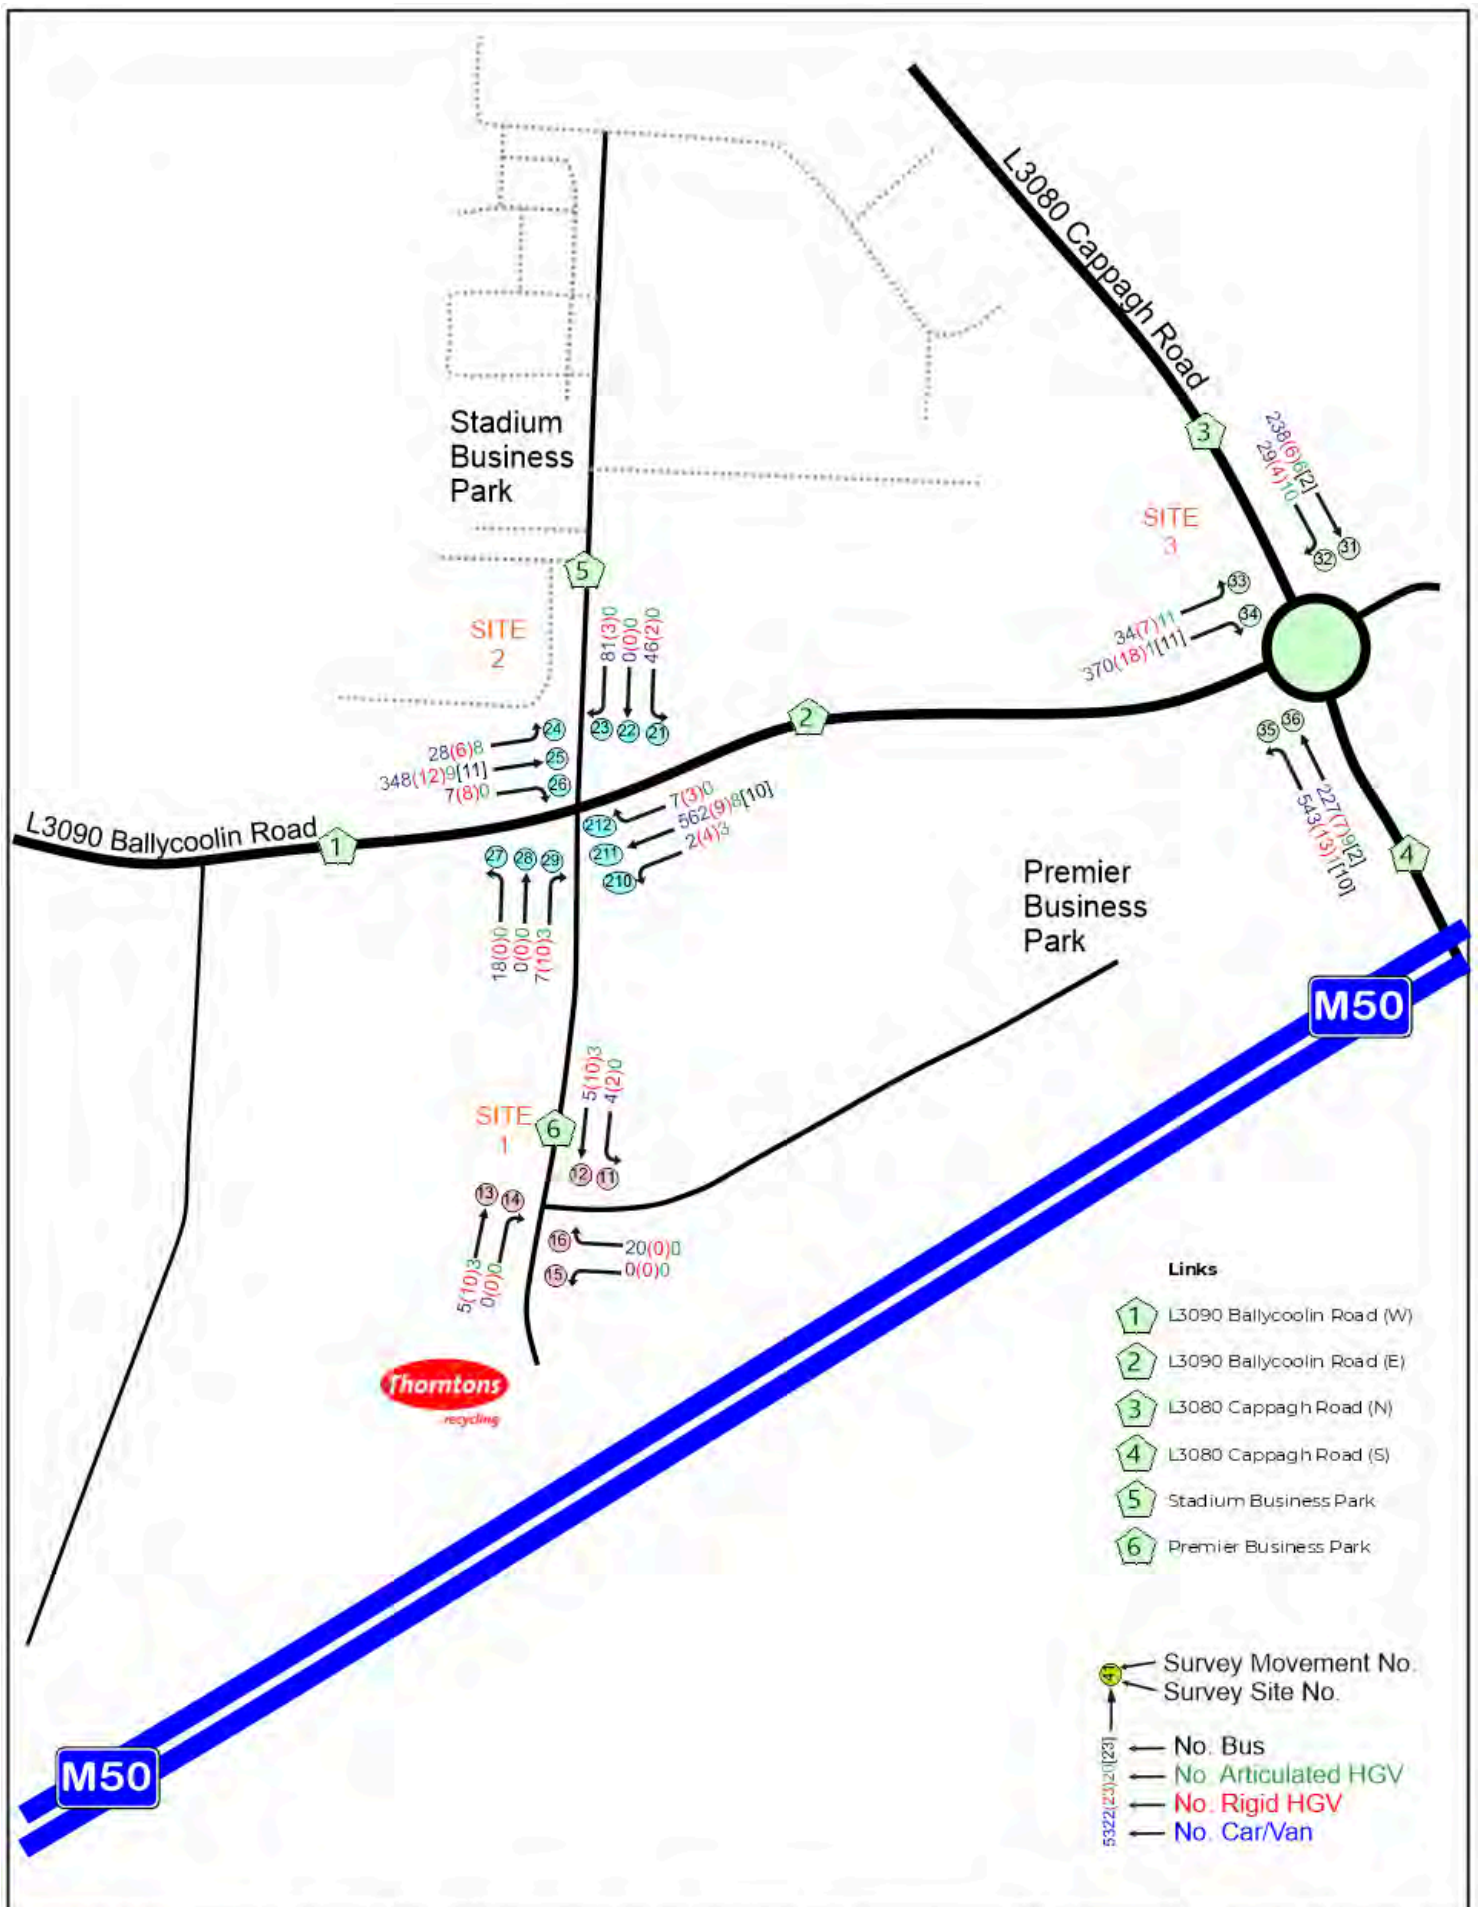 L3080 Cappagh Road
3
238(6)6[2]
29(4)10
SITE
3
31
32
33
34
34(7)11
370(18)1[11]
Stadium
Business
Park
5
SITE
2
81(3)0
0(0)0
46(2)0
24
23
22
21
2
28(6)8
25
348(12)9[11]
26
7(8)0
35
36
227(7)9[2]
543(13)1[10]
4
L3090 Ballycoolin Road
1
7(3)0
562(9)8[10]
2(4)3
212
211
210
27
28
29
18(0)0
0(0)0
7(10)3
Premier
Business
Park
M50
5(10)3
4(2)0
SITE
1
6
12
11
13
14
16
20(0)0
15
0(0)0
5(10)3
0(0)0
Thorntons
recycling
Links
1 L3090 Ballycoolin Road (W)
2 L3090 Ballycoolin Road (E)
3 L3080 Cappagh Road (N)
4 L3080 Cappagh Road (S)
5 Stadium Business Park
6 Premier Business Park
41
Survey Movement No.
Survey Site No.
5322(23)20[23]
No. Bus
No. Articulated HGV
No. Rigid HGV
No. Car/Van
M50